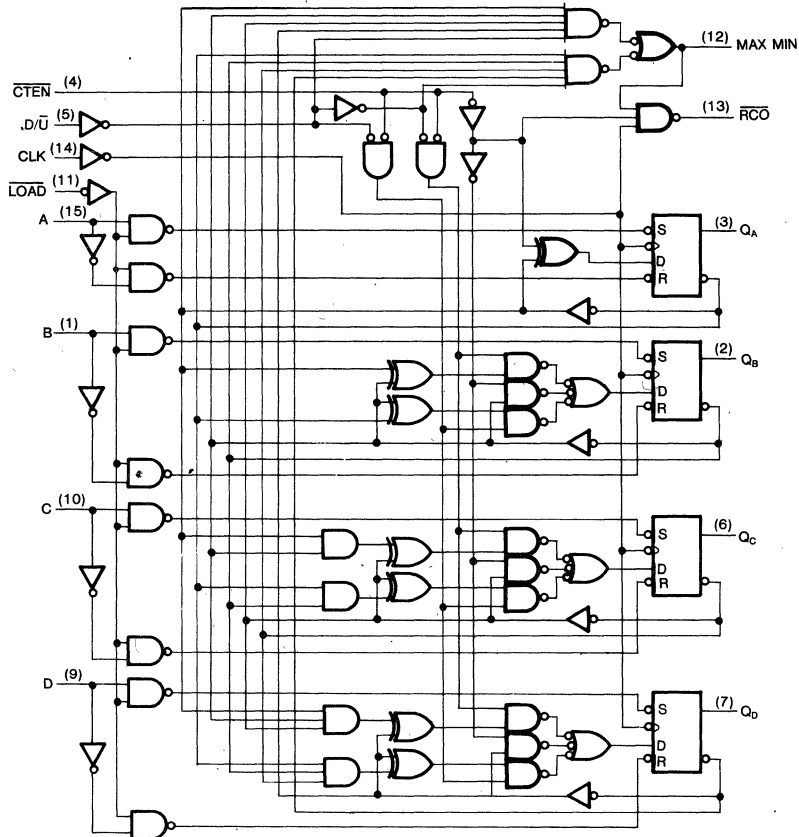 (12) MAX MIN
CTEN (4)
(13) RCO
.D/U (5)
CLK (14)
LOAD (11)
A (15)
S
D
R
(3) QA
B (1)
S
D
R
(2) QB
C (10)
S
D
R
(6) QC
D (9)
S
D
R
(7) QD